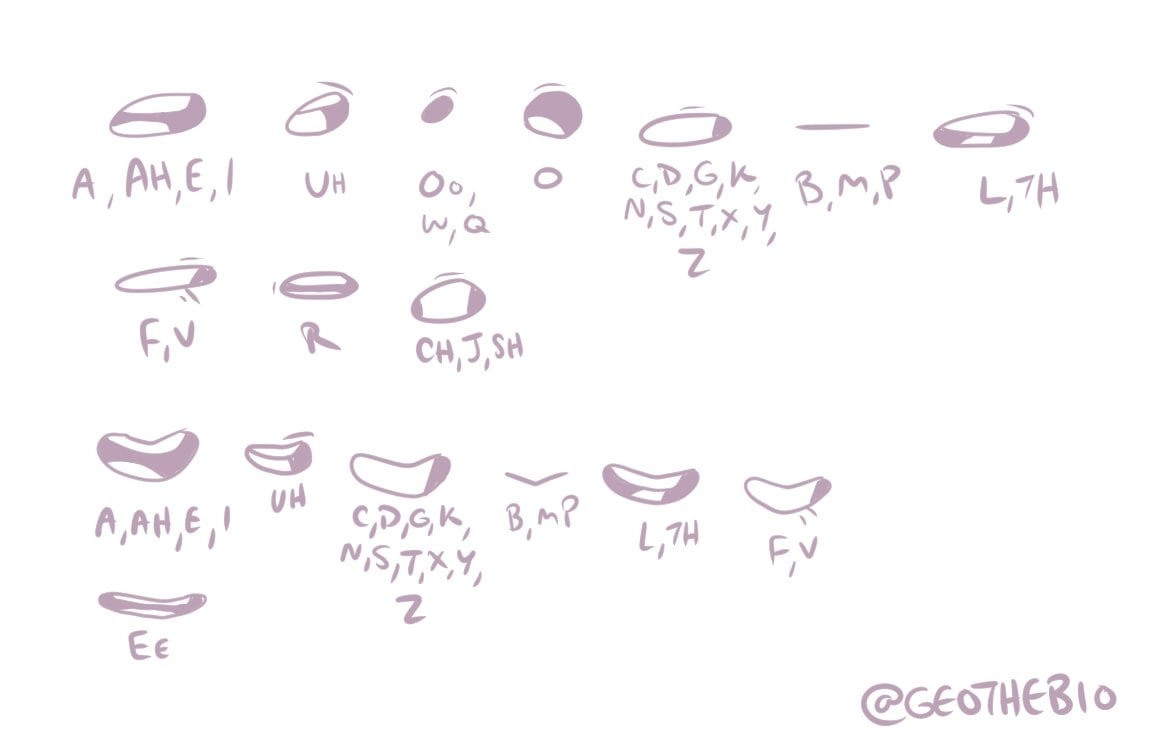 A, AH, E, I
UH
Oo,
W, Q
O
C, D, G, K,
N, S, T, X, Y,
Z
B, M, P
L, TH
F, V
R
CH, J, SH
A, AH, E, I
UH
C, D, G, K,
N, S, T, X, Y,
Z
B, M P
L, TH
F, V
Ee
@GEOTHEBIO